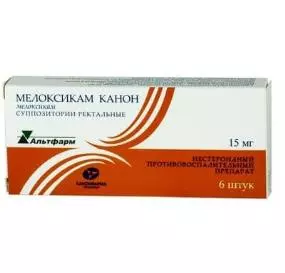 МЕЛОКСИКАМ КАНОН
МЕЛОКСИКАМ
СУППОЗИТОРИИ РЕКТАЛЬНЫЕ
Альтфарм
15 мг
НЕСТЕРОИДНЫЙ
ПРОТИВОВОСПАЛИТЕЛЬНЫЙ
ПРЕПАРАТ
6 штук